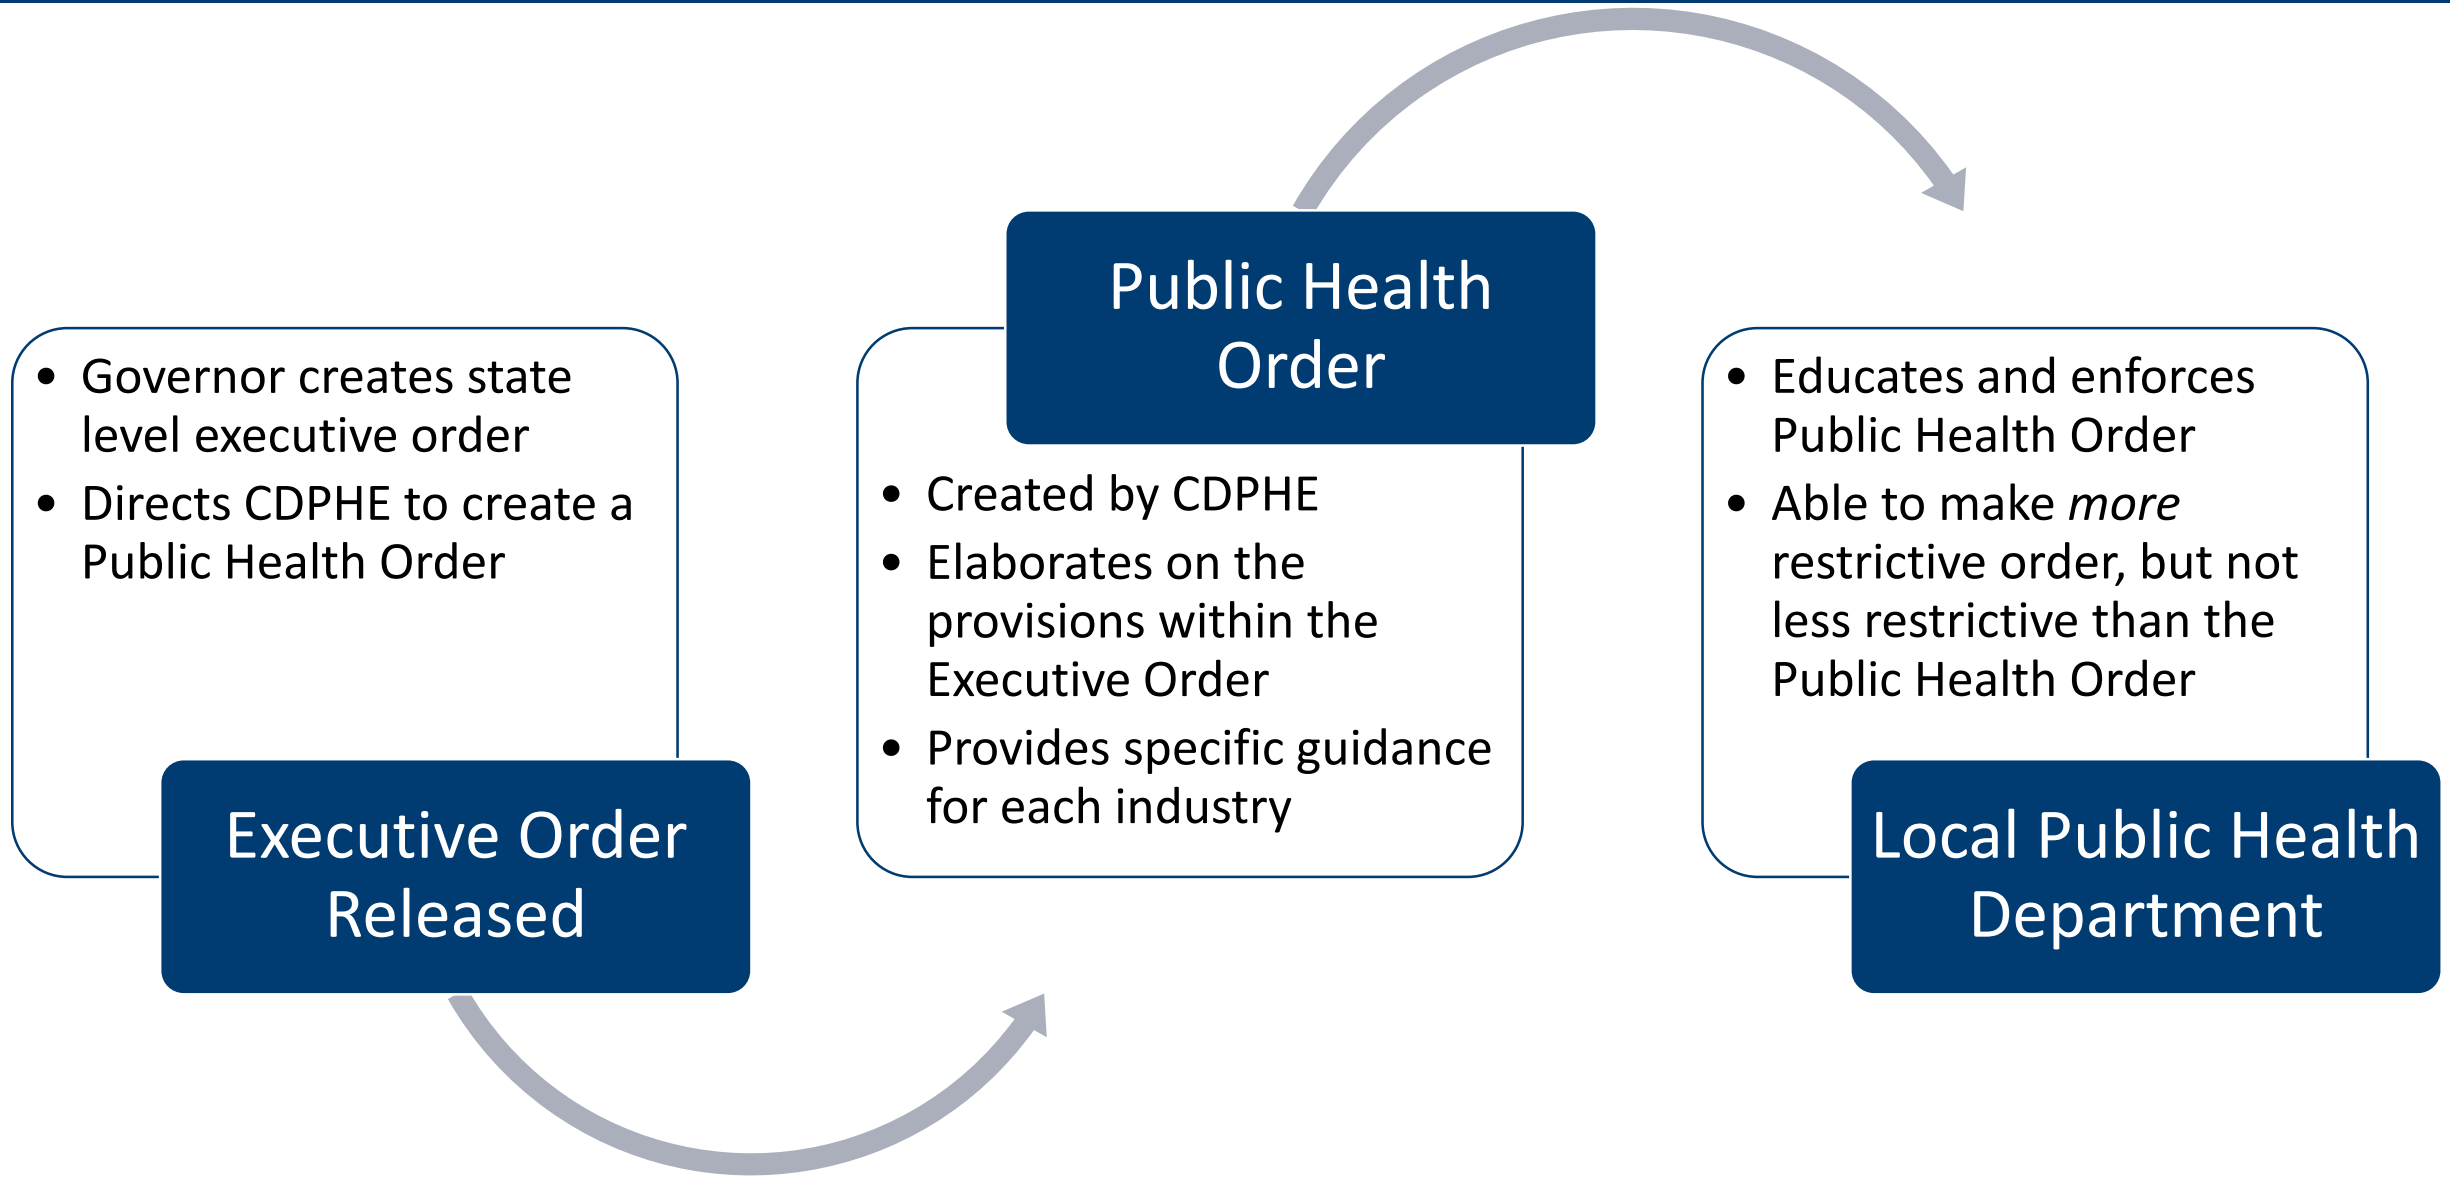 • Governor creates state
level executive order
• Directs CDPHE to create a
Public Health Order
Executive Order
Released
Public Health
Order
• Created by CDPHE
• Elaborates on the
provisions within the
Executive Order
• Provides specific guidance
for each industry
• Educates and enforces
Public Health Order
• Able to make more
restrictive order, but not
less restrictive than the
Public Health Order
Local Public Health
Department